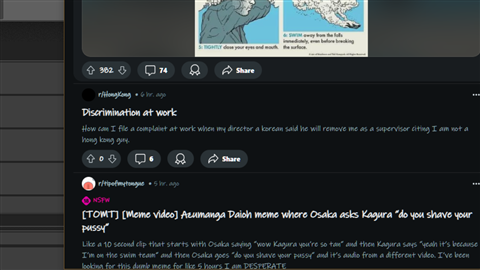 5: TIGHTLY close your eyes and mouth.
6: SWIM away from the falls
immediately, even before breaking
the surface.
382
74
Share
r/HongKong • 6 hr. ago
Discrimination at work
How can I file a complaint at work when my director a korean said he will remove me as a supervisor citing I am not a
hong kong guy.
0
6
Share
r/tipofmytongue • 5 hr. ago
NSFW
[TOMT] [Meme video] Azumanga Daioh meme where Osaka asks Kagura "do you shave your
pussy"
Like a 10 second clip that starts with Osaka saying "wow Kagura you're so tan" and then Kagura says "yeah it's because
I'm on the swim team" and then Osaka goes "do you shave your pussy" and it's audio from a different video. I've been
looking for this dumb meme for like 5 hours I am DESPERATE